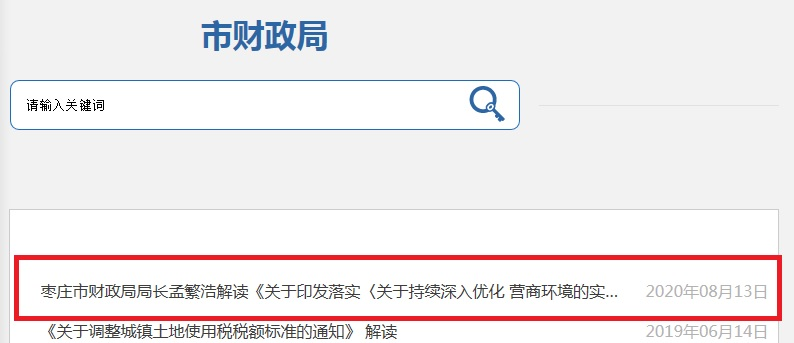 市财政局
请输入关键词
枣庄市财政局局长孟繁浩解读《关于印发落实〈关于持续深入优化 营商环境的实... 2020年08月13日
《关于调整城镇土地使用税税额标准的通知》 解读 2019年06月14日